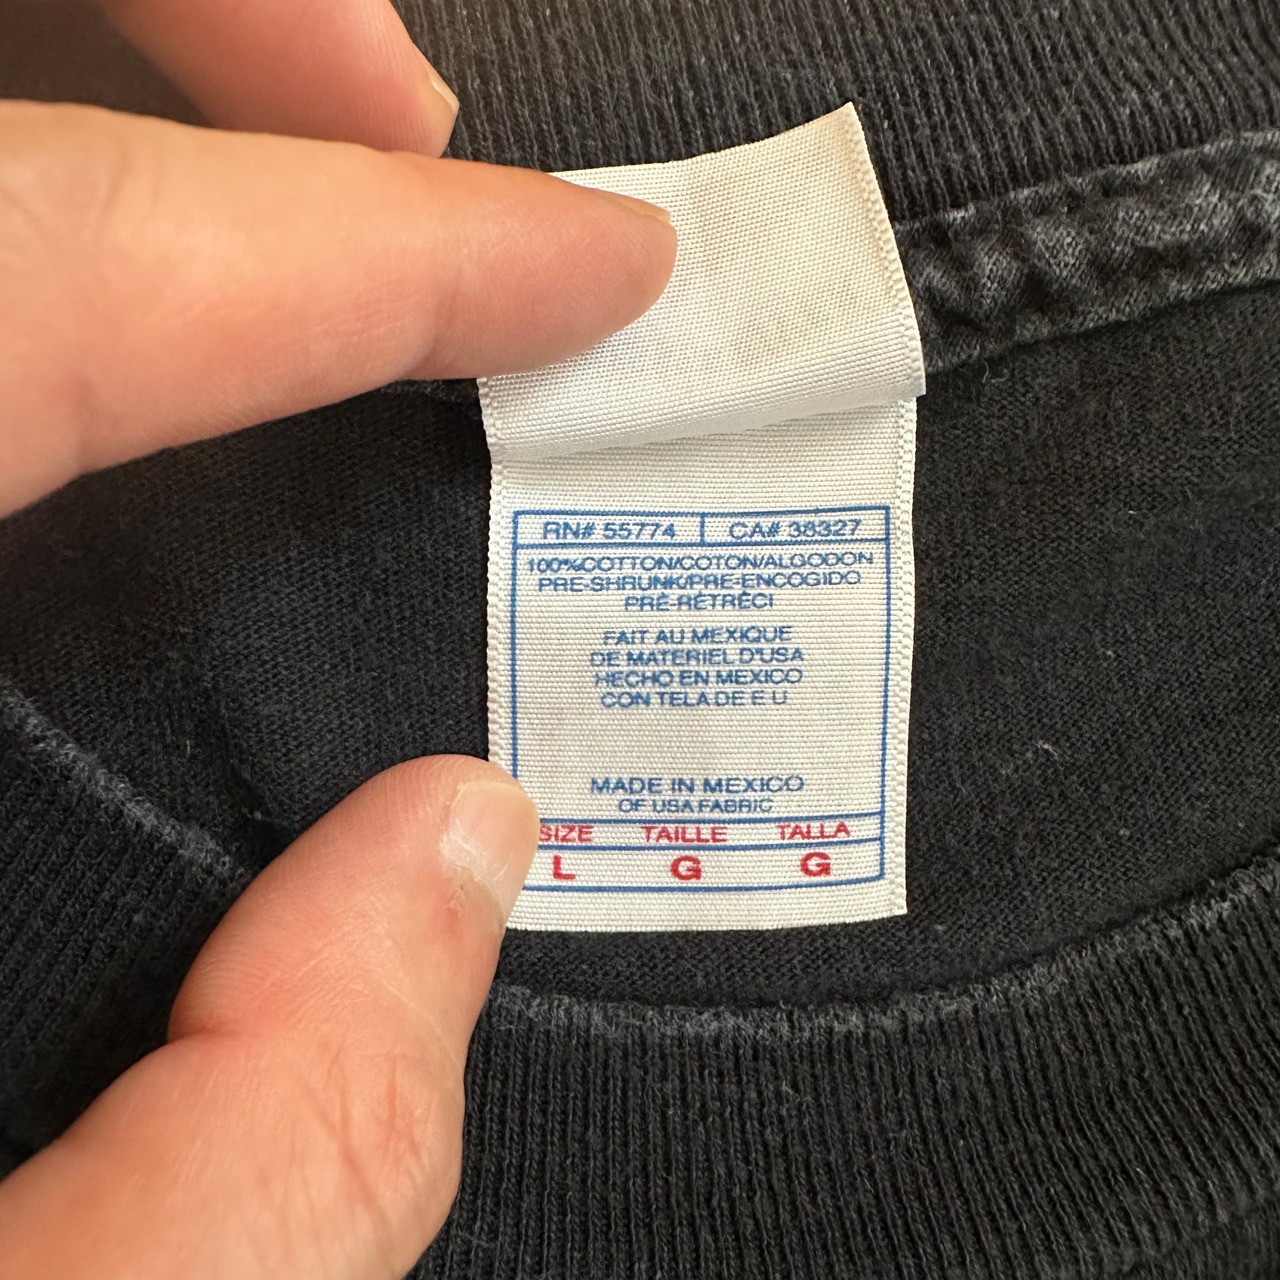 RN# 55774 CA# 36327
100%COTTON/COTON/ALGODON
PRE-SHRUNK/PRE-ENCOGIDO
PRÉ-RÉTRÉCI
FAIT AU MEXIQUE
DE MATERIEL D'USA
HECHO EN MEXICO
CON TELA DE E U
MADE IN MEXICO
OF USA FABRIC
SIZE TAILLE TALLA
L G G